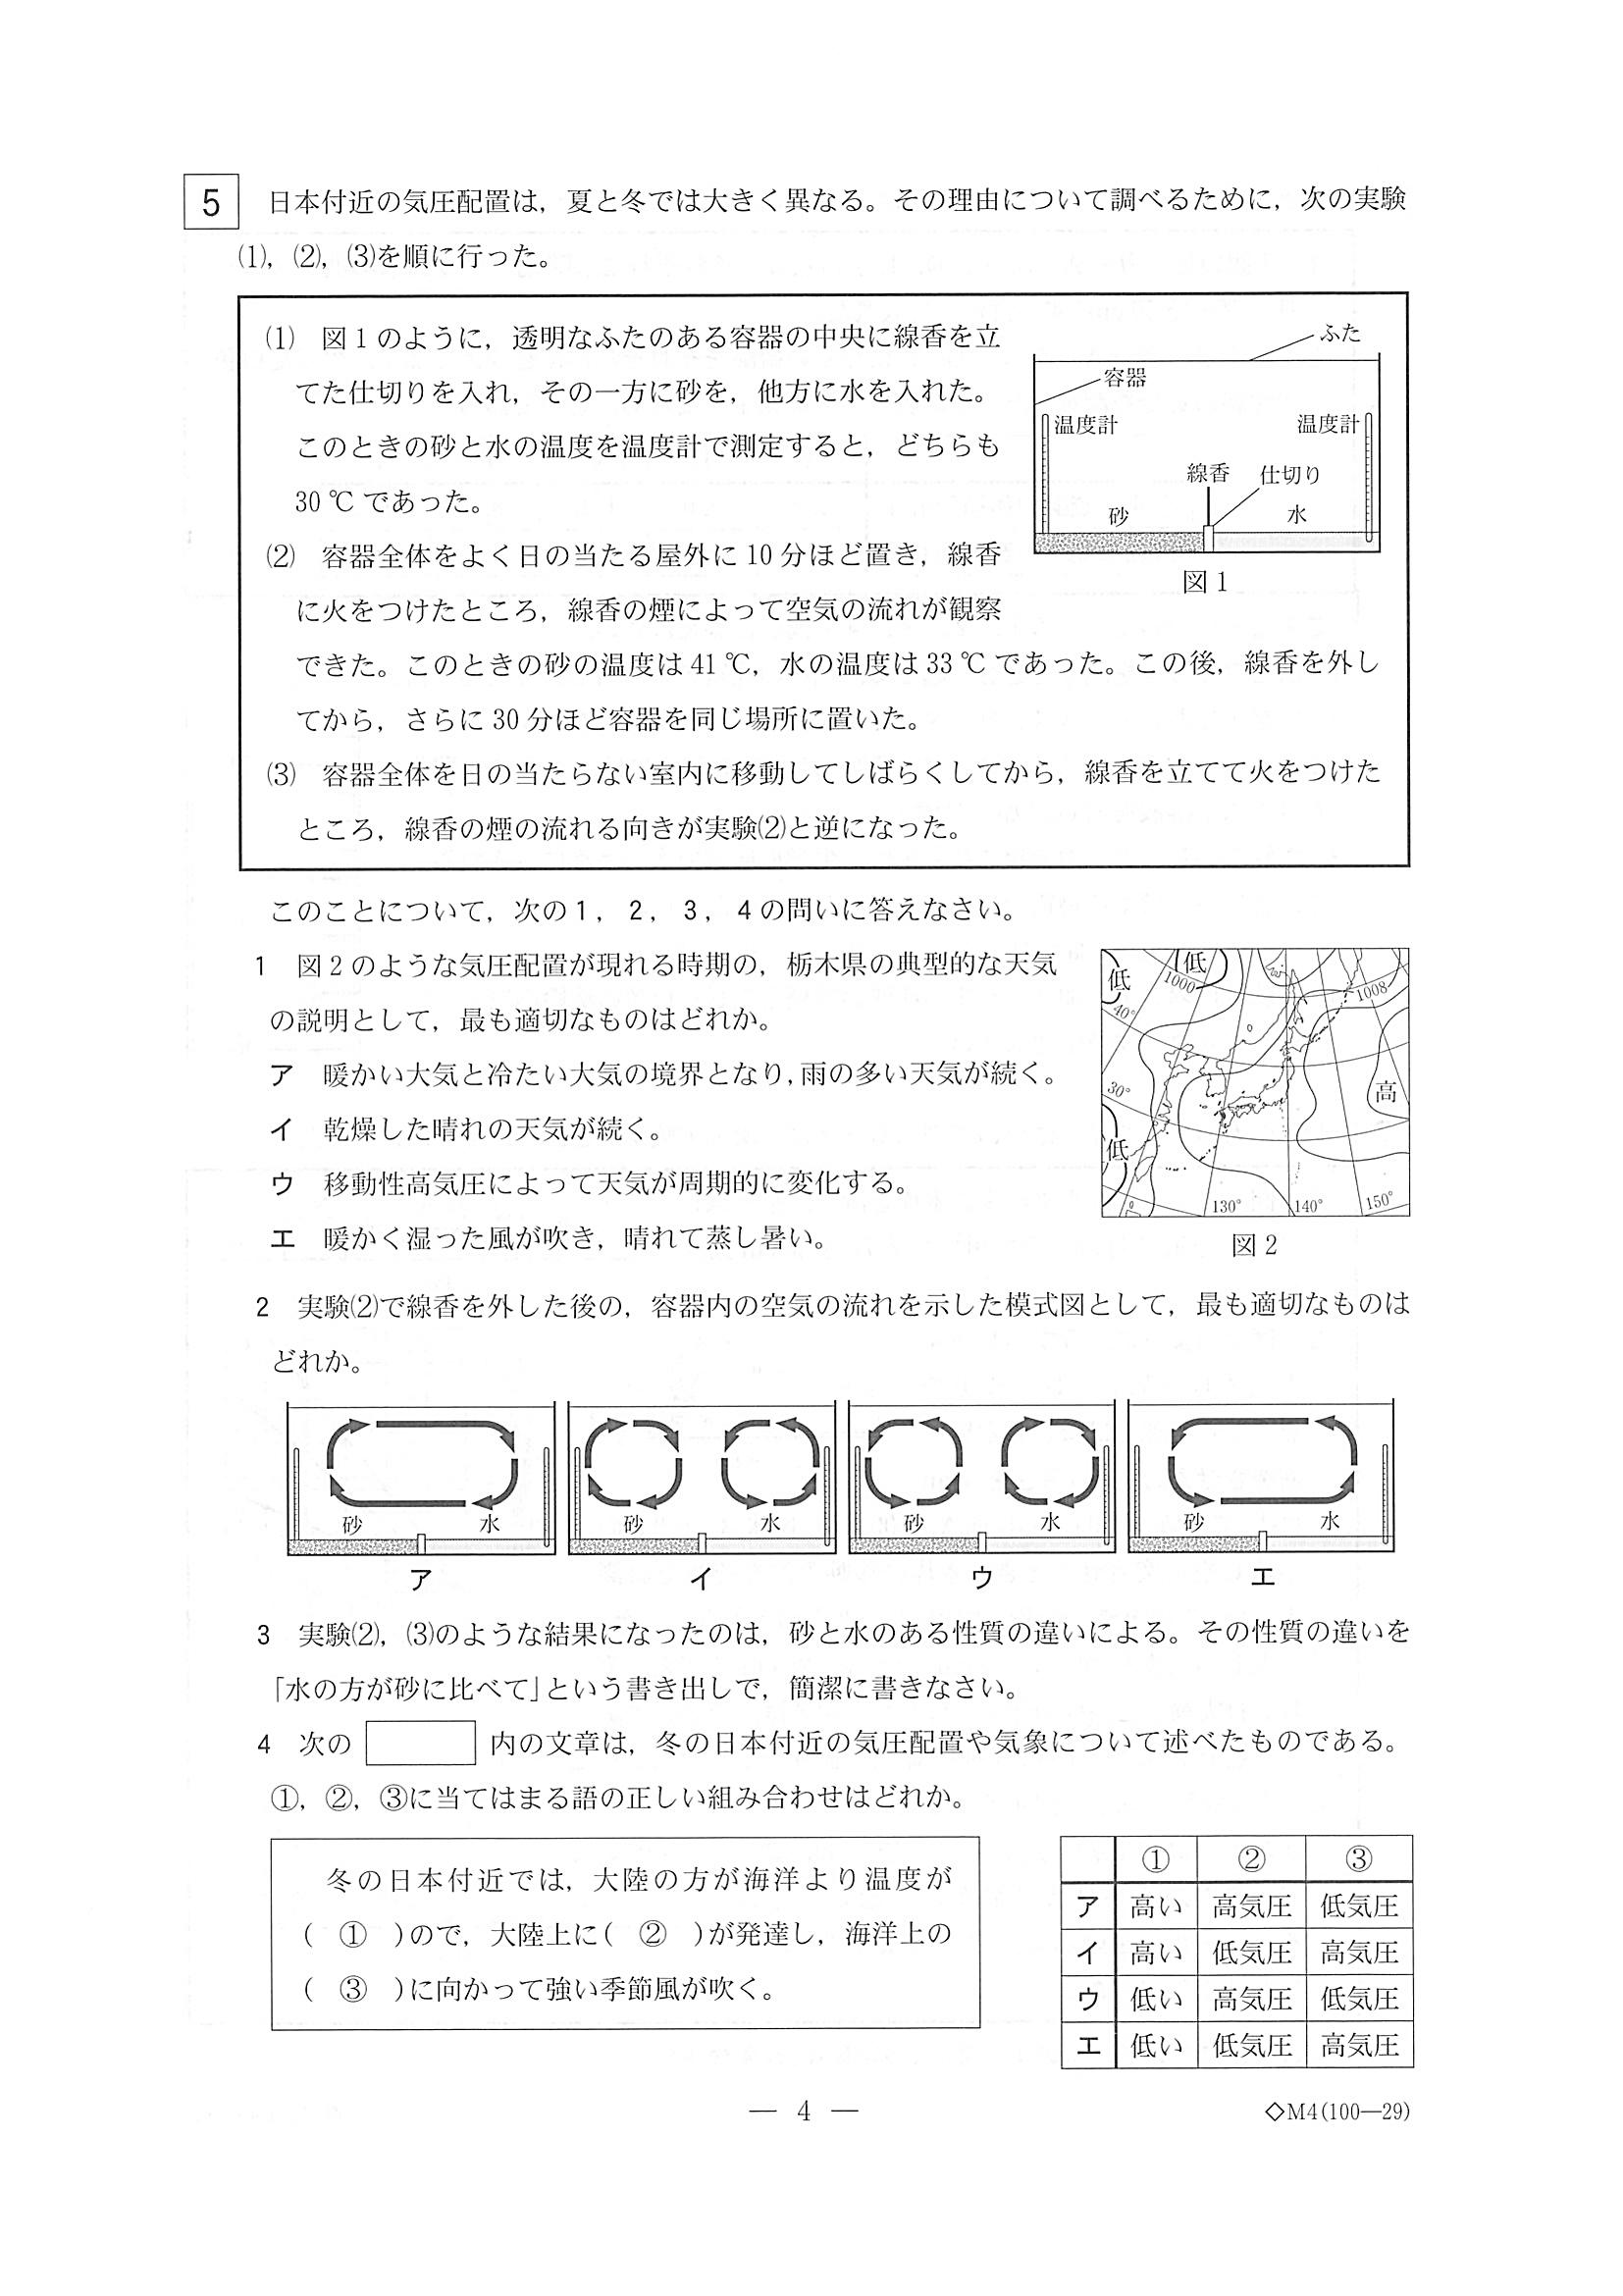 5 日本付近の気圧配置は，夏と冬では大きく異なる。その理由について調べるために，次の実験
⑴，⑵，⑶を順に行った。
⑴ 図1のように，透明なふたのある容器の中央に線香を立
てた仕切りを入れ，その一方に砂を，他方に水を入れた。
このときの砂と水の温度を温度計で測定すると，どちらも
30℃であった。
ふた
容器
温度計 温度計
線香 仕切り
砂 水
図1
⑵ 容器全体をよく日の当たる屋外に10分ほど置き，線香
に火をつけたところ，線香の煙によって空気の流れが観察
できた。このときの砂の温度は41℃，水の温度は33℃であった。この後，線香を外し
てから，さらに30分ほど容器を同じ場所に置いた。
⑶ 容器全体を日の当たらない室内に移動してしばらくしてから，線香を立てて火をつけた
ところ，線香の煙の流れる向きが実験⑵と逆になった。
このことについて，次の1，2，3，4の問いに答えなさい。
1 図2のような気圧配置が現れる時期の，栃木県の典型的な天気
の説明として，最も適切なものはどれか。
ア 暖かい大気と冷たい大気の境界となり，雨の多い天気が続く。
イ 乾燥した晴れの天気が続く。
ウ 移動性高気圧によって天気が周期的に変化する。
エ 暖かく湿った風が吹き，晴れて蒸し暑い。
低 低
1000 1008
40°
30° 高
低
130° 140° 150°
図2
2 実験⑵で線香を外した後の，容器内の空気の流れを示した模式図として，最も適切なものは
どれか。
砂 水 砂 水 砂 水 砂 水
ア イ ウ エ
3 実験⑵，⑶のような結果になったのは，砂と水のある性質の違いによる。その性質の違いを
「水の方が砂に比べて」という書き出しで，簡潔に書きなさい。
4 次の 内の文章は，冬の日本付近の気圧配置や気象について述べたものである。
①，②，③に当てはまる語の正しい組み合わせはどれか。
冬の日本付近では，大陸の方が海洋より温度が
( ① )ので，大陸上に( ② )が発達し，海洋上の
( ③ )に向かって強い季節風が吹く。
① ② ③
ア 高い 高気圧 低気圧
イ 高い 低気圧 高気圧
ウ 低い 高気圧 低気圧
エ 低い 低気圧 高気圧
— 4 —
◇M4(100—29)